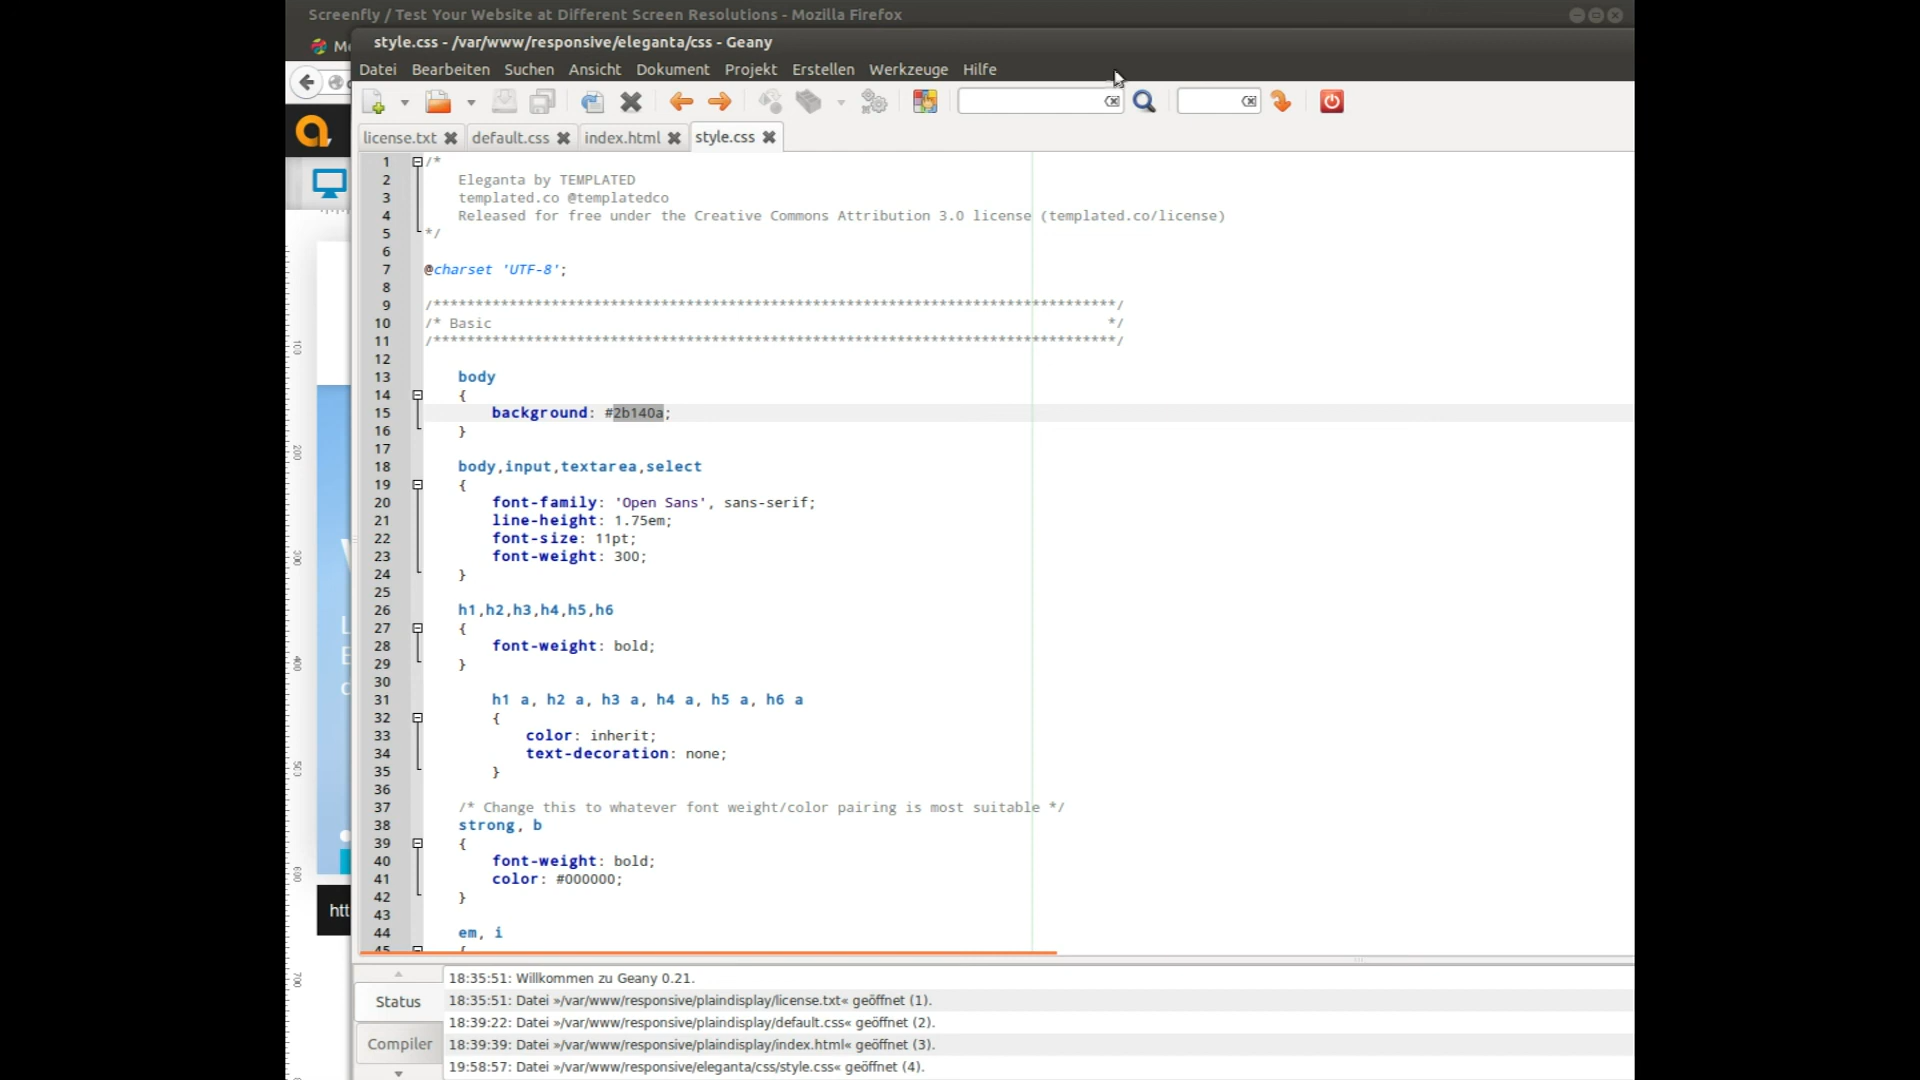 Screenfly / Test Your Website at Different Screen Resolutions - Mozilla Firefox
style.css - /var/www/responsive/eleganta/css - Geany
Datei Bearbeiten Suchen Ansicht Dokument Projekt Erstellen Werkzeuge Hilfe
license.txt default.css index.html style.css
1 /*
2 Eleganta by TEMPLATED
3 templated.co @templatedco
4 Released for free under the Creative Commons Attribution 3.0 license (templated.co/license)
5 */
6
7 @charset 'UTF-8';
8
9 /*********************************************************************************/
10 /* Basic */
11 /*********************************************************************************/
12
13 body
14 {
15 background: #2b140a;
16 }
17
18 body,input,textarea,select
19 {
20 font-family: 'Open Sans', sans-serif;
21 line-height: 1.75em;
22 font-size: 11pt;
23 font-weight: 300;
24 }
25
26 h1,h2,h3,h4,h5,h6
27 {
28 font-weight: bold;
29 }
30
31 h1 a, h2 a, h3 a, h4 a, h5 a, h6 a
32 {
33 color: inherit;
34 text-decoration: none;
35 }
36
37 /* Change this to whatever font weight/color pairing is most suitable */
38 strong, b
39 {
40 font-weight: bold;
41 color: #000000;
42 }
43
44 em, i
45 {
100
200
300
400
500
600
700
htt
Status
Compiler
18:35:51: Willkommen zu Geany 0.21.
18:35:51: Datei »/var/www/responsive/plaindisplay/license.txt« geöffnet (1).
18:39:22: Datei »/var/www/responsive/plaindisplay/default.css« geöffnet (2).
18:39:39: Datei »/var/www/responsive/plaindisplay/index.html« geöffnet (3).
19:58:57: Datei »/var/www/responsive/eleganta/css/style.css« geöffnet (4).